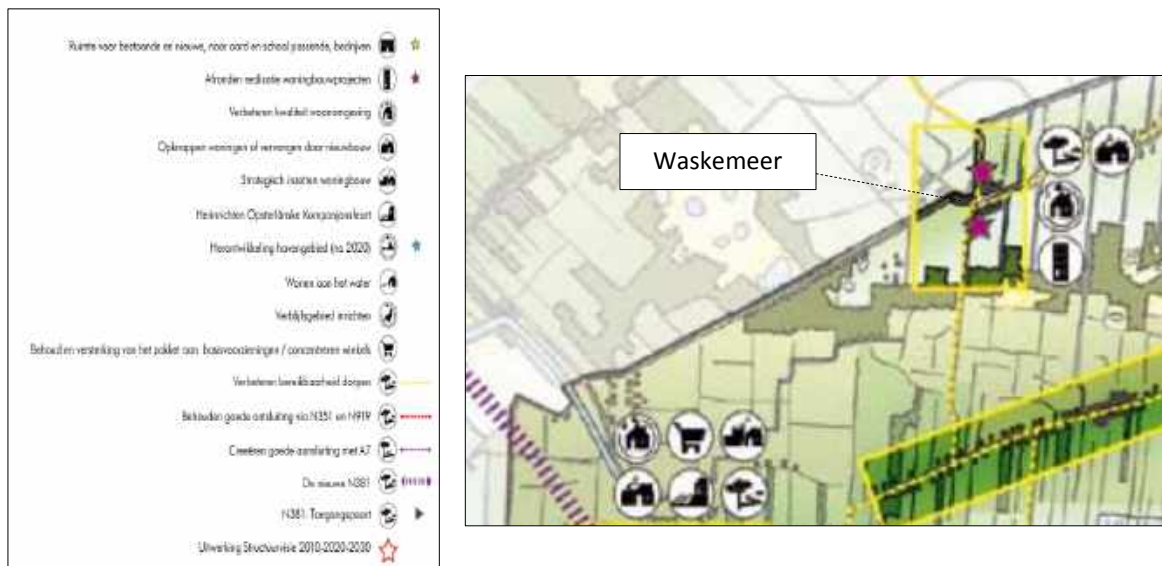 Ruimte voor bestaande en nieuwe, naar aard en schaal passende, bedrijven
Afronden realisatie woningbouwprojecten
Verbeteren kwaliteit woonomgeving
Opknappen woningen of vervangen door nieuwbouw
Strategisch inzetten woningbouw
Herinrichten Opsterlânske Kompanjonsfeart
Herontwikkeling havengebied (na 2020)
Wonen aan het water
Verblijfsgebied inrichten
Behoud en versterking van het pakket aan basisvoorzieningen / concentreren winkels
Verbeteren bereikbaarheid dorpen
Behouden goede ontsluiting via N351 en N919
Creëren goede aansluiting met A7
De nieuwe N381
N381: Toegangspoort
Uitwerking Structuurvisie 2010-2020-2030
Waskemeer